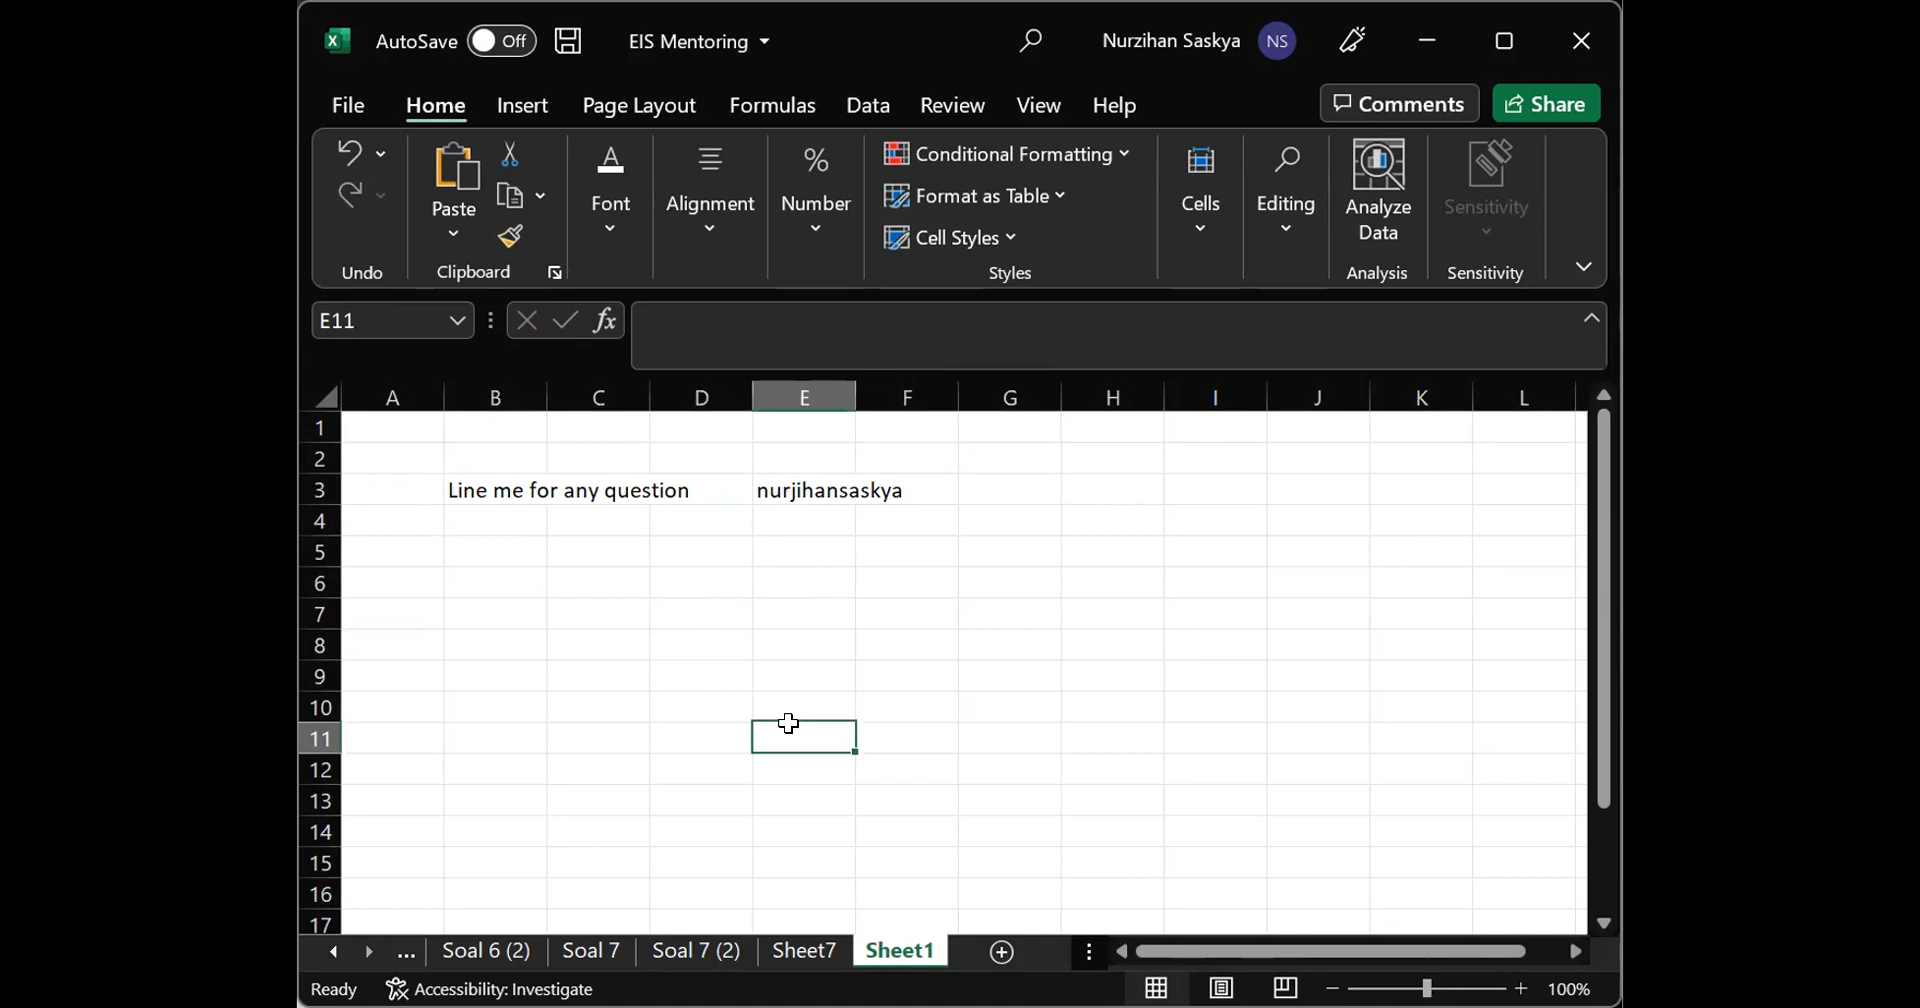 AutoSave Off EIS Mentoring Nurzihan Saskya NS
File Home Insert Page Layout Formulas Data Review View Help Comments Share
Paste
Font
Alignment
%
Number
Conditional Formatting
Format as Table
Cell Styles
Cells
Editing
Analyze
Data
Sensitivity
Undo Clipboard Styles Analysis Sensitivity
E11 fx
A B C D E F G H I J K L
1
2
3 Line me for any question nurjihansaskya
4
5
6
7
8
9
10
11
12
13
14
15
16
17
... Soal 6 (2) Soal 7 Soal 7 (2) Sheet7 Sheet1
Ready Accessibility: Investigate 100%